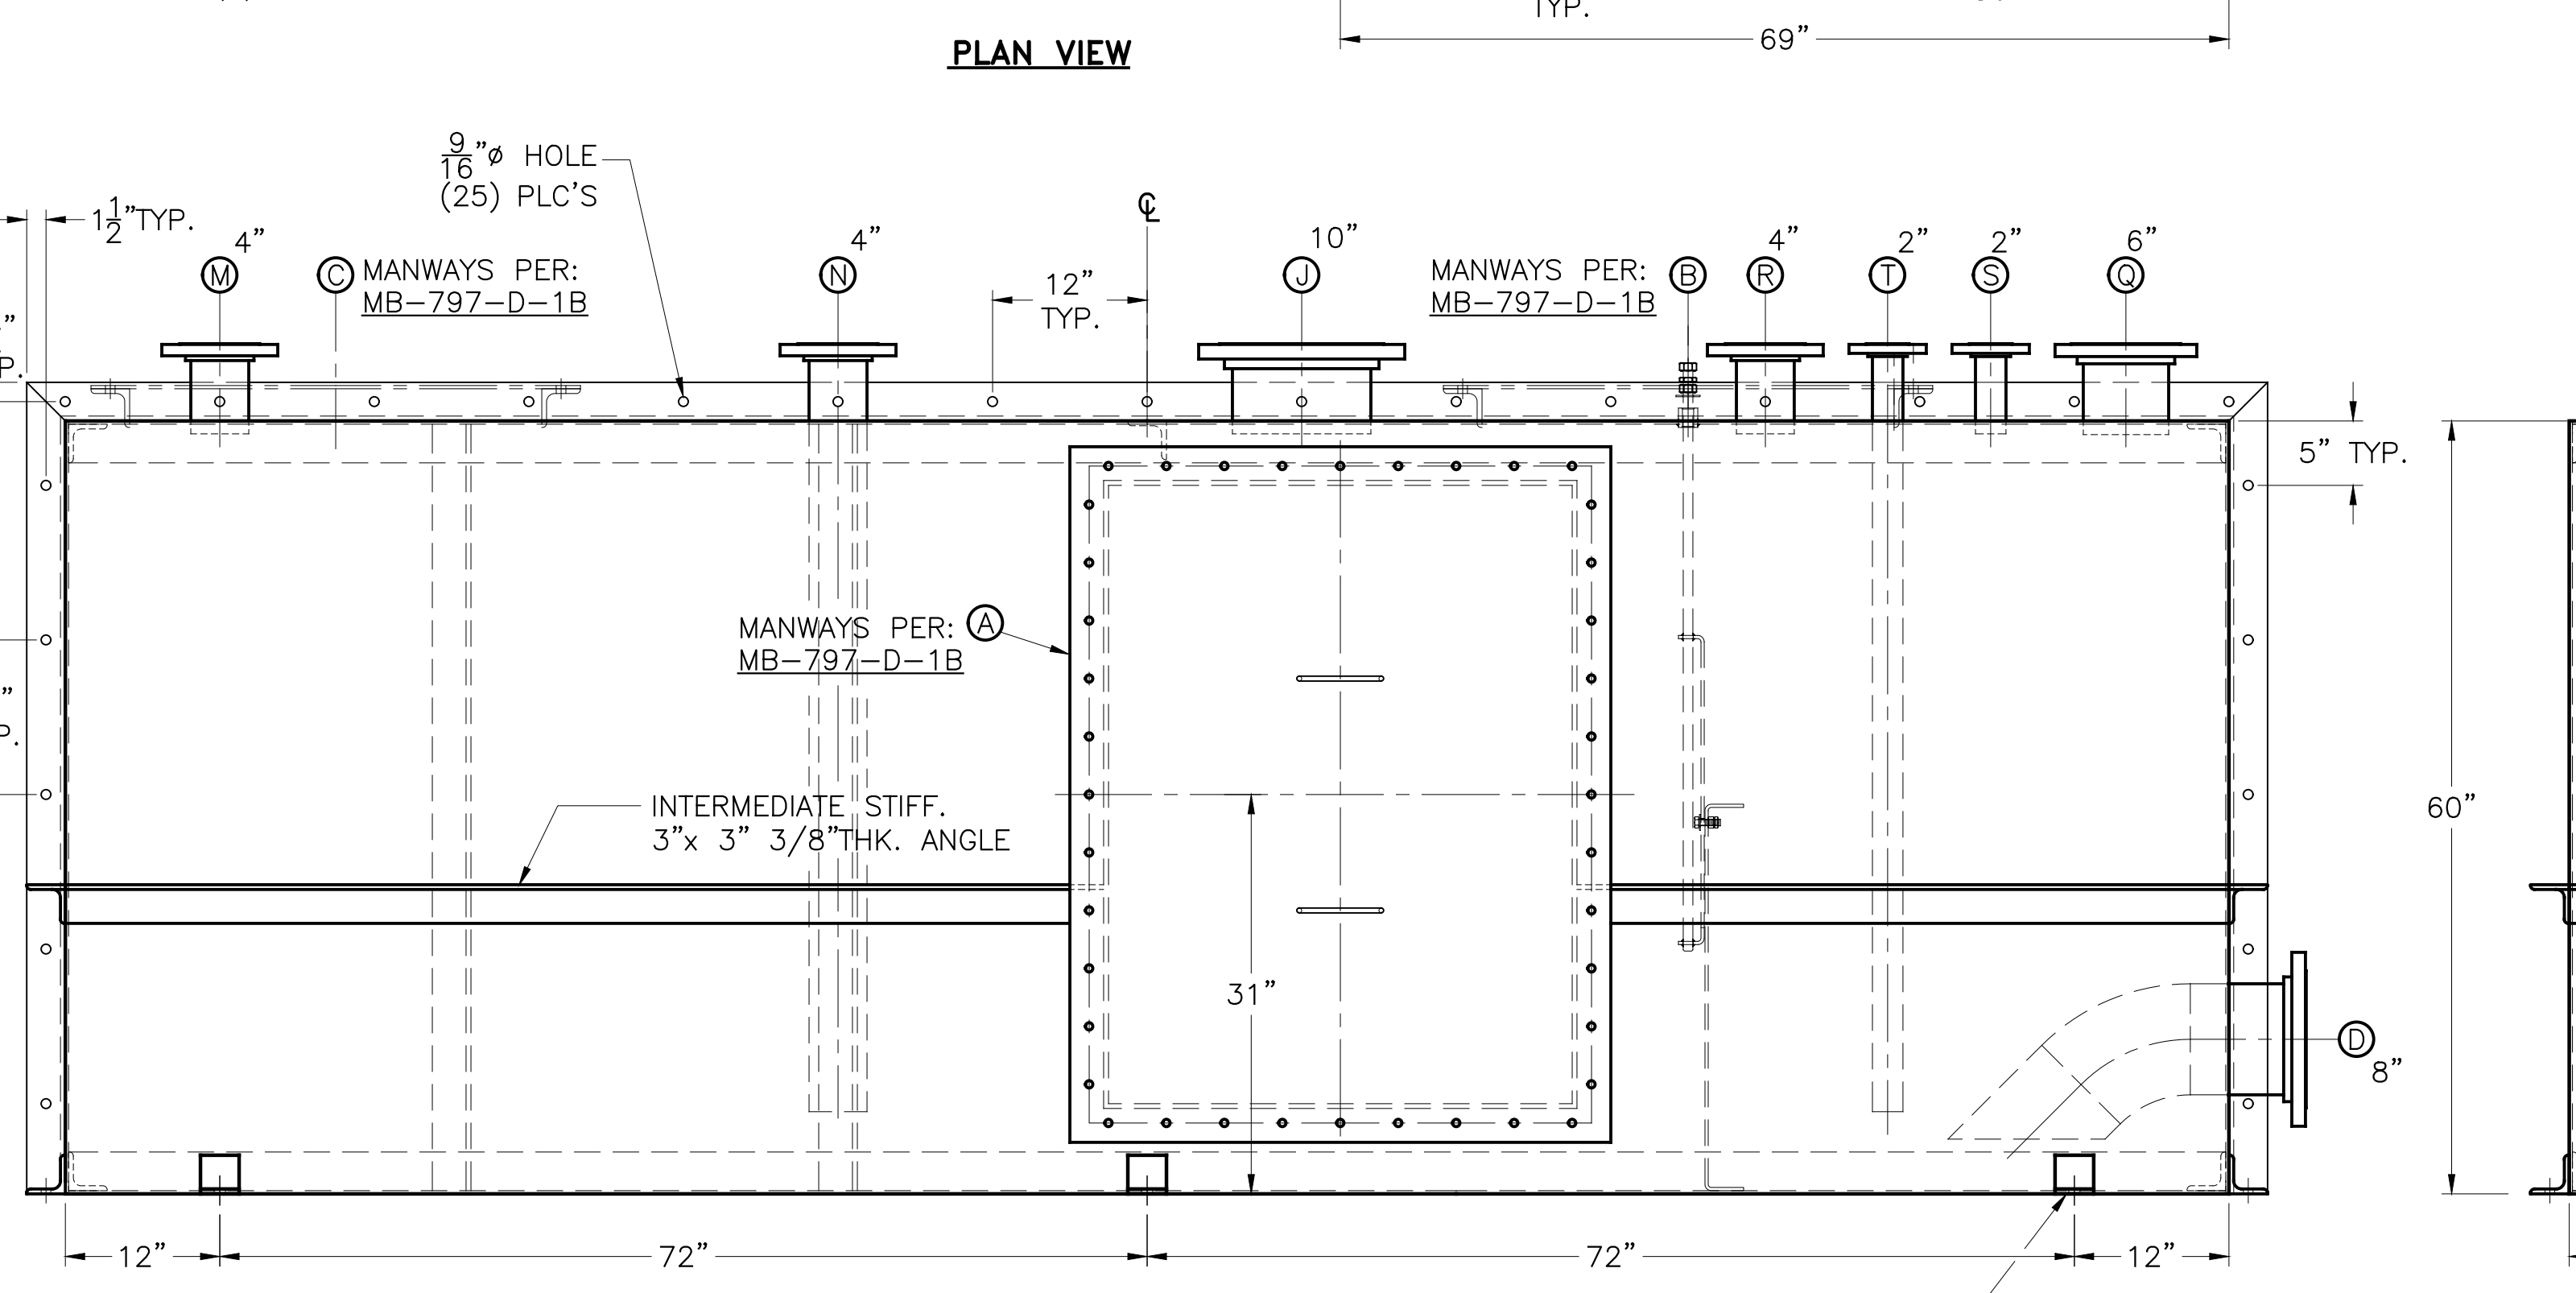 TYP.
69”
PLAN VIEW
9/16”ø HOLE
(25) PLC'S
1 1/2”TYP.
4”
M
C
MANWAYS PER:
MB-797-D-1B
4”
N
12”
TYP.
℄
10”
J
MANWAYS PER:
MB-797-D-1B
B
4”
R
2”
T
2”
S
6”
Q
5” TYP.
MANWAYS PER:
MB-797-D-1B
A
INTERMEDIATE STIFF.
3”x 3” 3/8”THK. ANGLE
60”
31”
D
8”
12”
72”
72”
12”